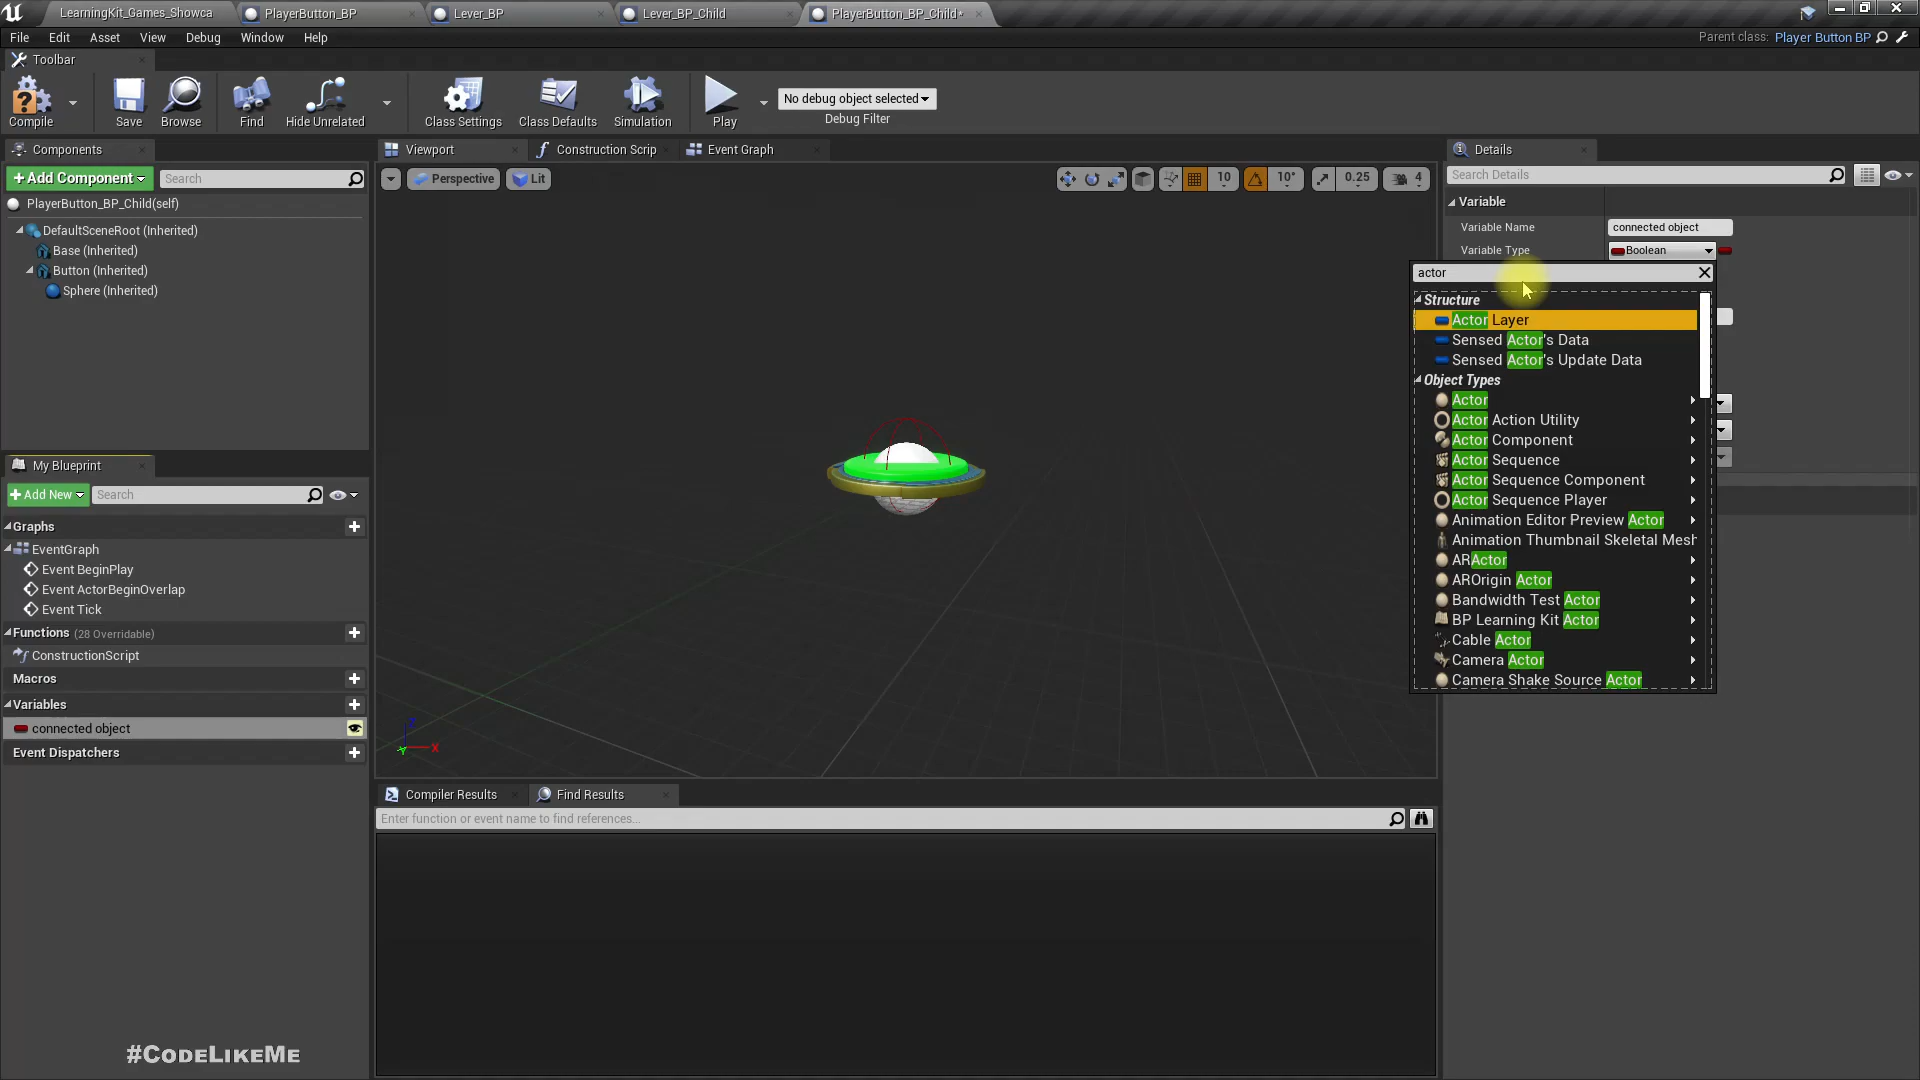 LearningKit_Games_Showca
PlayerButton_BP
Lever_BP
Lever_BP_Child
PlayerButton_BP_Child*
File Edit Asset View Debug Window Help
Parent class: Player Button BP
Toolbar
Compile
Save
Browse
Find
Hide Unrelated
Class Settings
Class Defaults
Simulation
Play
No debug object selected
Debug Filter
Components
+ Add Component
Search
PlayerButton_BP_Child(self)
DefaultSceneRoot (Inherited)
Base (Inherited)
Button (Inherited)
Sphere (Inherited)
My Blueprint
+ Add New
Search
Graphs
EventGraph
Event BeginPlay
Event ActorBeginOverlap
Event Tick
Functions (28 Overridable)
ConstructionScript
Macros
Variables
connected object
Event Dispatchers
#CodeLikeMe
Viewport
Construction Scrip
Event Graph
Perspective
Lit
10
10°
0.25
4
Z
X
Y
Compiler Results
Find Results
Enter function or event name to find references...
Details
Search Details
Variable
Variable Name connected object
Variable Type Boolean
actor
Structure
Actor Layer
Sensed Actor's Data
Sensed Actor's Update Data
Object Types
Actor
Actor Action Utility
Actor Component
Actor Sequence
Actor Sequence Component
Actor Sequence Player
Animation Editor Preview Actor
Animation Thumbnail Skeletal Mesh
ARActor
AROrigin Actor
Bandwidth Test Actor
BP Learning Kit Actor
Cable Actor
Camera Actor
Camera Shake Source Actor